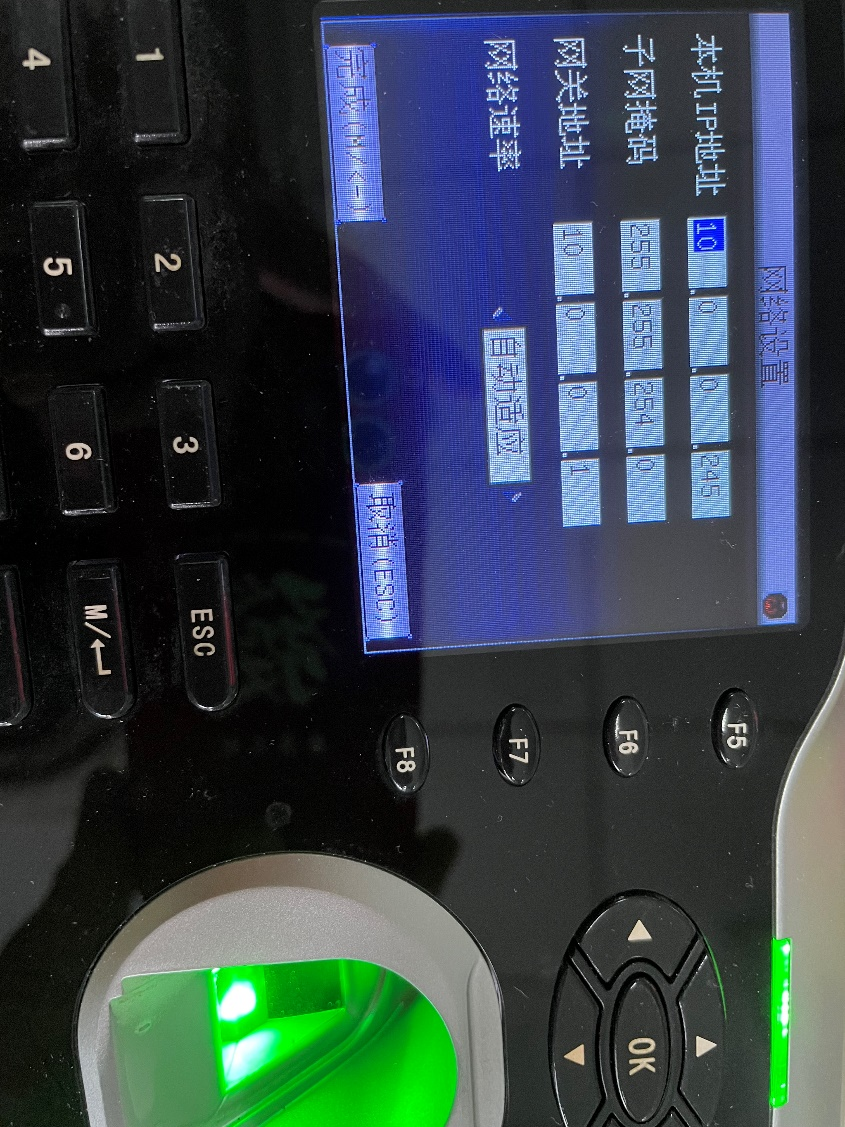 网络设置
本机IP地址 10 . 0 . 0 . 245
子网掩码 255 . 255 . 254 . 0
网关地址 10 . 0 . 0 . 1
网络速率 自动适应
完成(M/←) 取消(ESC)
F5
F6
F7
F8
1 2 3 ESC
4 5 6 M/↵
OK